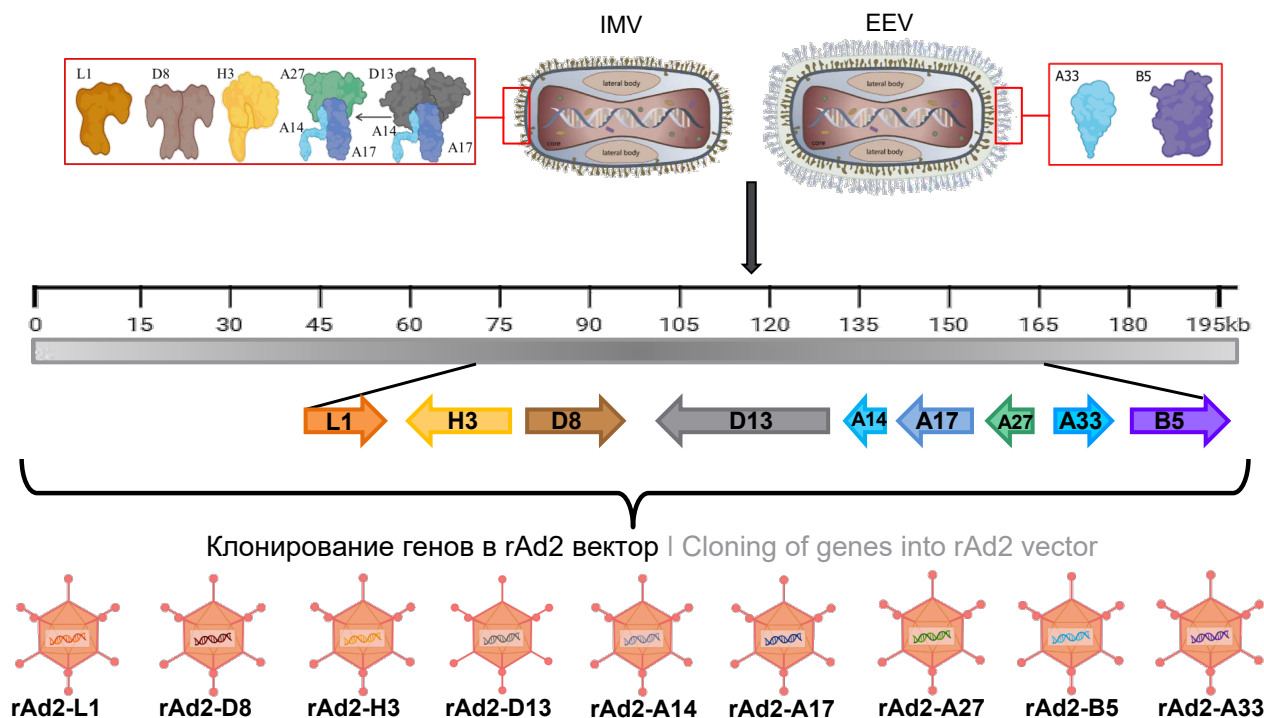 IMV
EEV
L1
D8
H3
A27
D13
A14
A14
A17
A17
lateral body
core
lateral body
lateral body
core
lateral body
A33
B5
0 15 30 45 60 75 90 105 120 135 150 165 180 195kb
L1 H3 D8 D13 A14 A17 A27 A33 B5
Клонирование генов в rAd2 вектор | Cloning of genes into rAd2 vector
rAd2-L1 rAd2-D8 rAd2-H3 rAd2-D13 rAd2-A14 rAd2-A17 rAd2-A27 rAd2-B5 rAd2-A33